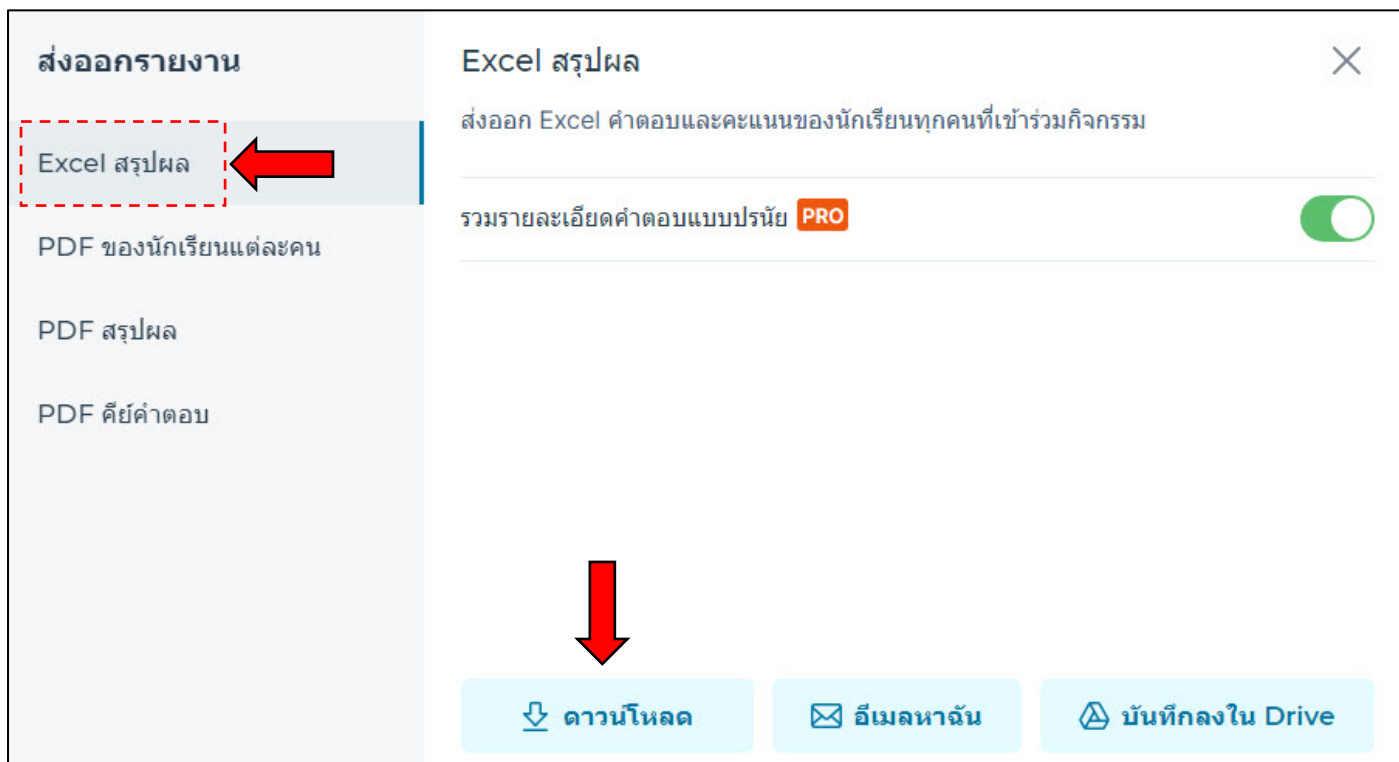 ส่งออกรายงาน
Excel สรุปผล
PDF ของนักเรียนแต่ละคน
PDF สรุปผล
PDF คีย์คำตอบ
Excel สรุปผล
ส่งออก Excel คำตอบและคะแนนของนักเรียนทุกคนที่เข้าร่วมกิจกรรม
รวมรายละเอียดคำตอบแบบปรนัย PRO
ดาวน์โหลด
อีเมลหาฉัน
บันทึกลงใน Drive